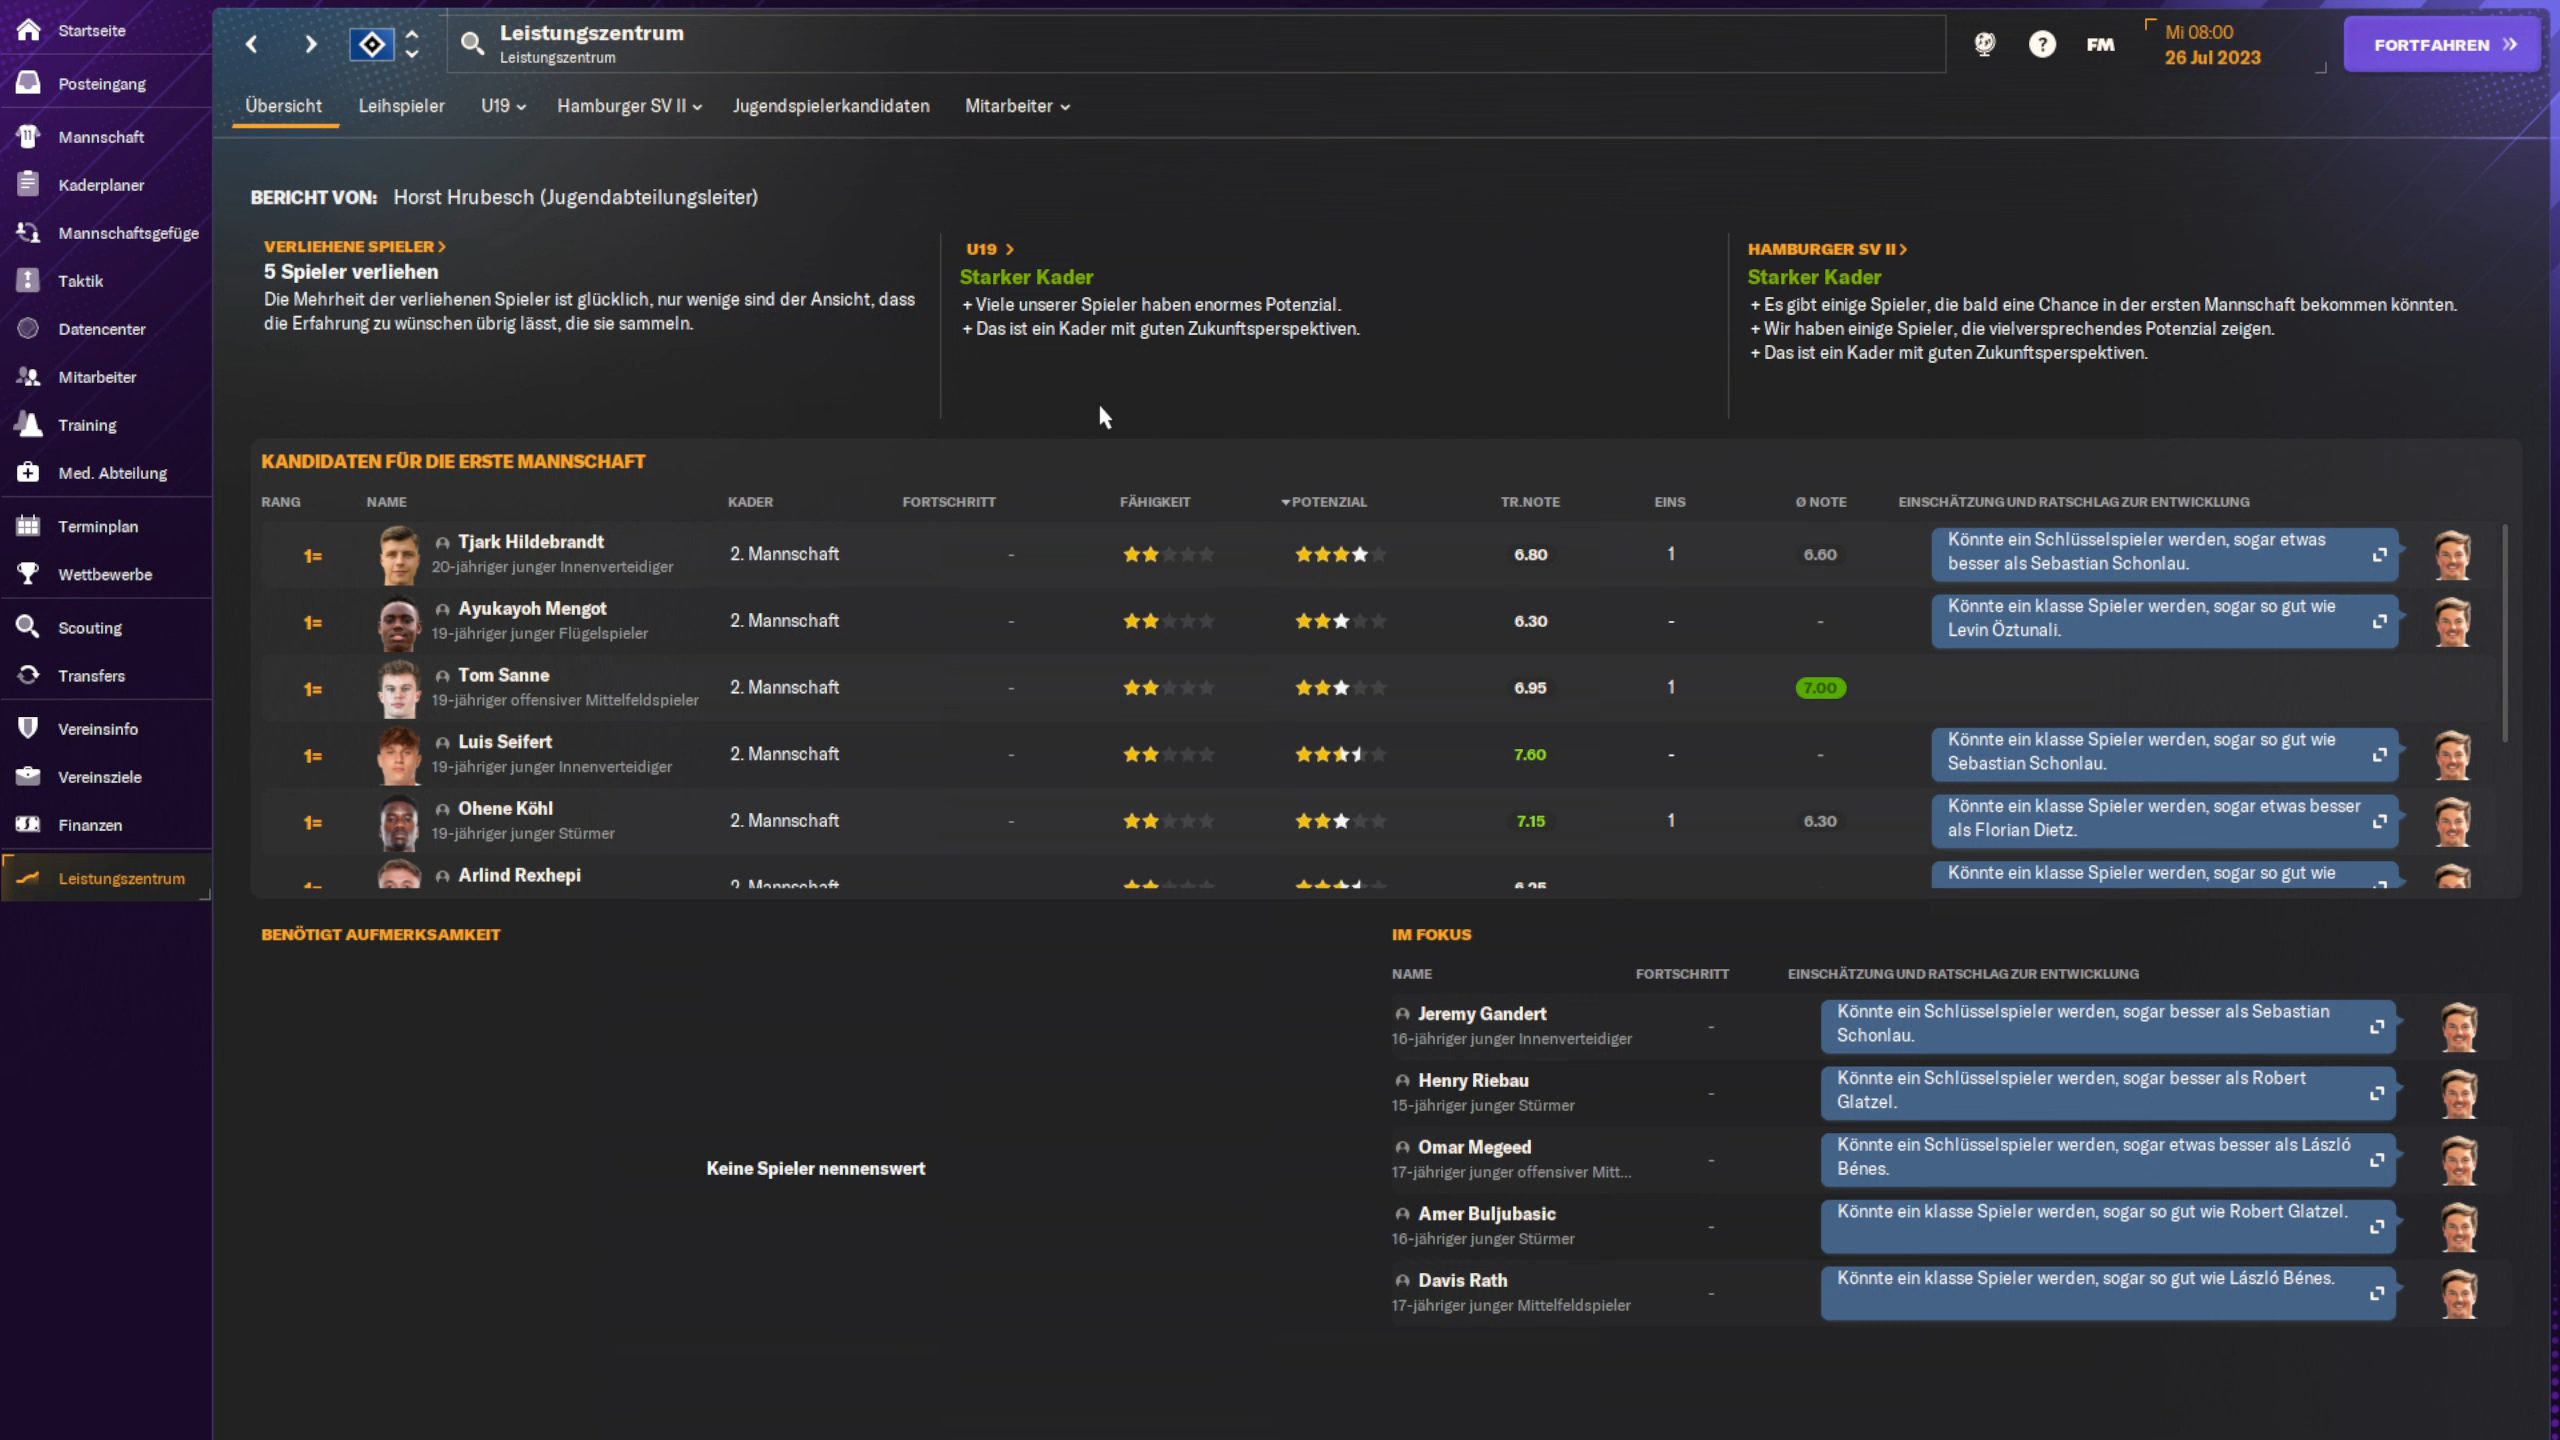 Startseite
Posteingang
Mannschaft
Kaderplaner
Mannschaftsgefüge
Taktik
Datencenter
Mitarbeiter
Training
Med. Abteilung
Terminplan
Wettbewerbe
Scouting
Transfers
Vereinsinfo
Vereinsziele
Finanzen
Leistungszentrum
Leistungszentrum
Leistungszentrum
FM
Mi 08:00
26 Jul 2023
FORTFAHREN
Übersicht Leihspieler U19 Hamburger SV II Jugendspielerkandidaten Mitarbeiter
BERICHT VON: Horst Hrubesch (Jugendabteilungsleiter)
VERLIEHENE SPIELER >
5 Spieler verliehen
Die Mehrheit der verliehenen Spieler ist glücklich, nur wenige sind der Ansicht, dass
die Erfahrung zu wünschen übrig lässt, die sie sammeln.
U19 >
Starker Kader
+ Viele unserer Spieler haben enormes Potenzial.
+ Das ist ein Kader mit guten Zukunftsperspektiven.
HAMBURGER SV II >
Starker Kader
+ Es gibt einige Spieler, die bald eine Chance in der ersten Mannschaft bekommen könnten.
+ Wir haben einige Spieler, die vielversprechendes Potenzial zeigen.
+ Das ist ein Kader mit guten Zukunftsperspektiven.
KANDIDATEN FÜR DIE ERSTE MANNSCHAFT
RANG NAME KADER FORTSCHRITT FÄHIGKEIT POTENZIAL TR.NOTE EINS Ø NOTE EINSCHÄTZUNG UND RATSCHLAG ZUR ENTWICKLUNG
1= Tjark Hildebrandt 2. Mannschaft - 6.80 1 6.60
20-jähriger junger Innenverteidiger
Könnte ein Schlüsselspieler werden, sogar etwas
besser als Sebastian Schonlau.
1= Ayukayoh Mengot 2. Mannschaft - 6.30 - -
19-jähriger junger Flügelspieler
Könnte ein klasse Spieler werden, sogar so gut wie
Levin Öztunali.
1= Tom Sanne 2. Mannschaft - 6.95 1 7.00
19-jähriger offensiver Mittelfeldspieler
1= Luis Seifert 2. Mannschaft - 7.60 - -
19-jähriger junger Innenverteidiger
Könnte ein klasse Spieler werden, sogar so gut wie
Sebastian Schonlau.
1= Ohene Köhl 2. Mannschaft - 7.15 1 6.30
19-jähriger junger Stürmer
Könnte ein klasse Spieler werden, sogar etwas besser
als Florian Dietz.
1= Arlind Rexhepi 2. Mannschaft 6.25
Könnte ein klasse Spieler werden, sogar so gut wie
BENÖTIGT AUFMERKSAMKEIT
Keine Spieler nennenswert
IM FOKUS
NAME FORTSCHRITT EINSCHÄTZUNG UND RATSCHLAG ZUR ENTWICKLUNG
Jeremy Gandert -
16-jähriger junger Innenverteidiger
Könnte ein Schlüsselspieler werden, sogar besser als Sebastian
Schonlau.
Henry Riebau -
15-jähriger junger Stürmer
Könnte ein Schlüsselspieler werden, sogar besser als Robert
Glatzel.
Omar Megeed -
17-jähriger junger offensiver Mitt...
Könnte ein Schlüsselspieler werden, sogar etwas besser als László
Bénes.
Amer Buljubasic -
16-jähriger junger Stürmer
Könnte ein klasse Spieler werden, sogar so gut wie Robert Glatzel.
Davis Rath -
17-jähriger junger Mittelfeldspieler
Könnte ein klasse Spieler werden, sogar so gut wie László Bénes.